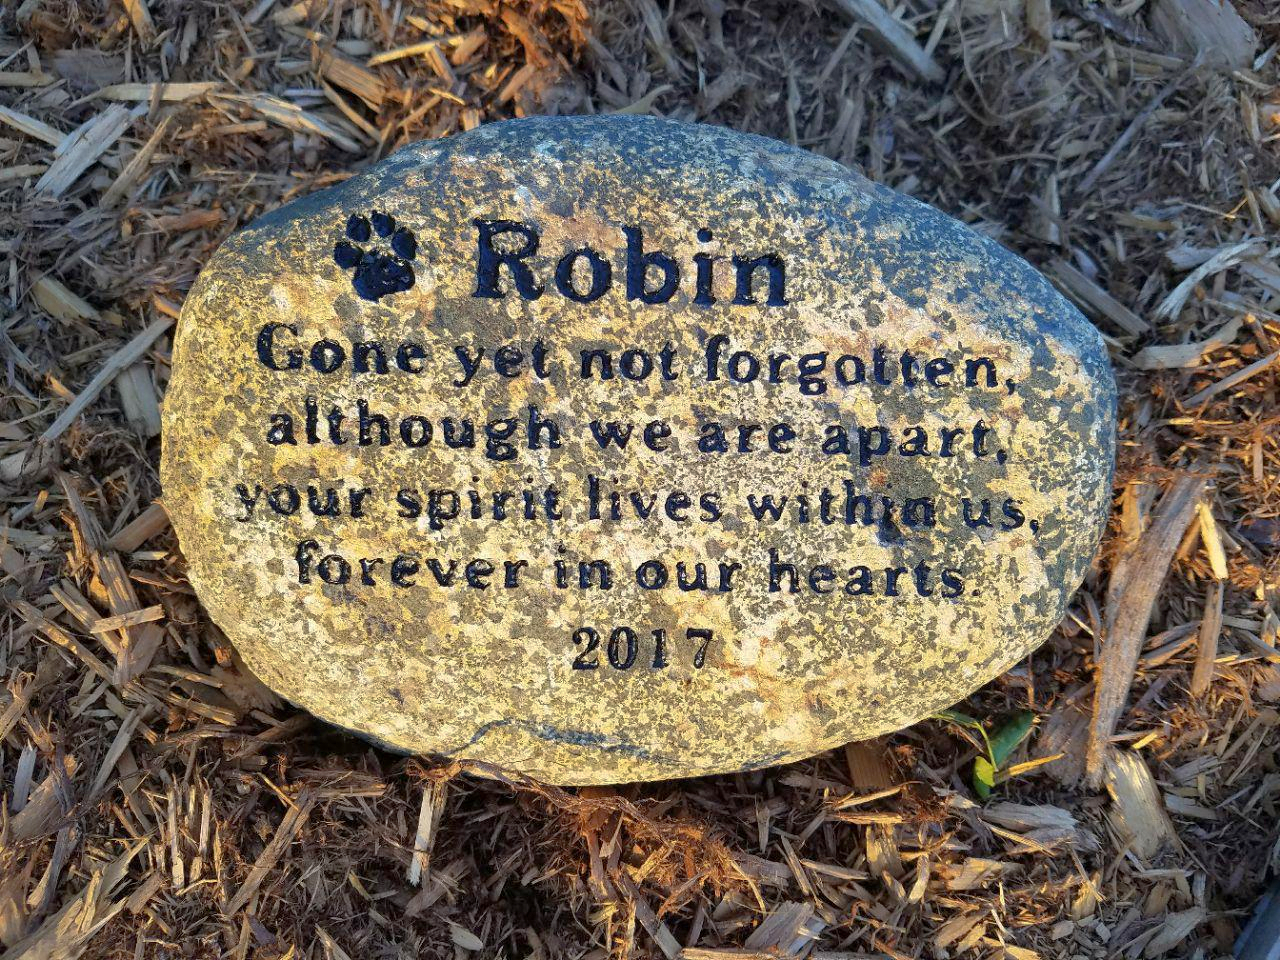 Robin
Gone yet not forgotten,
although we are apart,
your spirit lives within us,
forever in our hearts.
2017